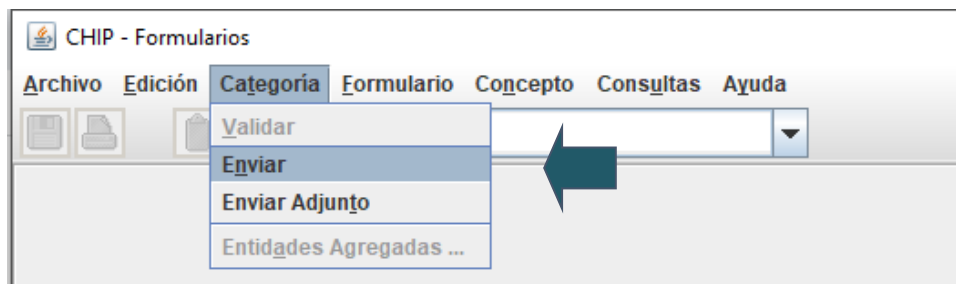 CHIP - Formularios
Archivo Edición Categoría Formulario Concepto Consultas Ayuda
Validar
Enviar
Enviar Adjunto
Entidades Agregadas ...